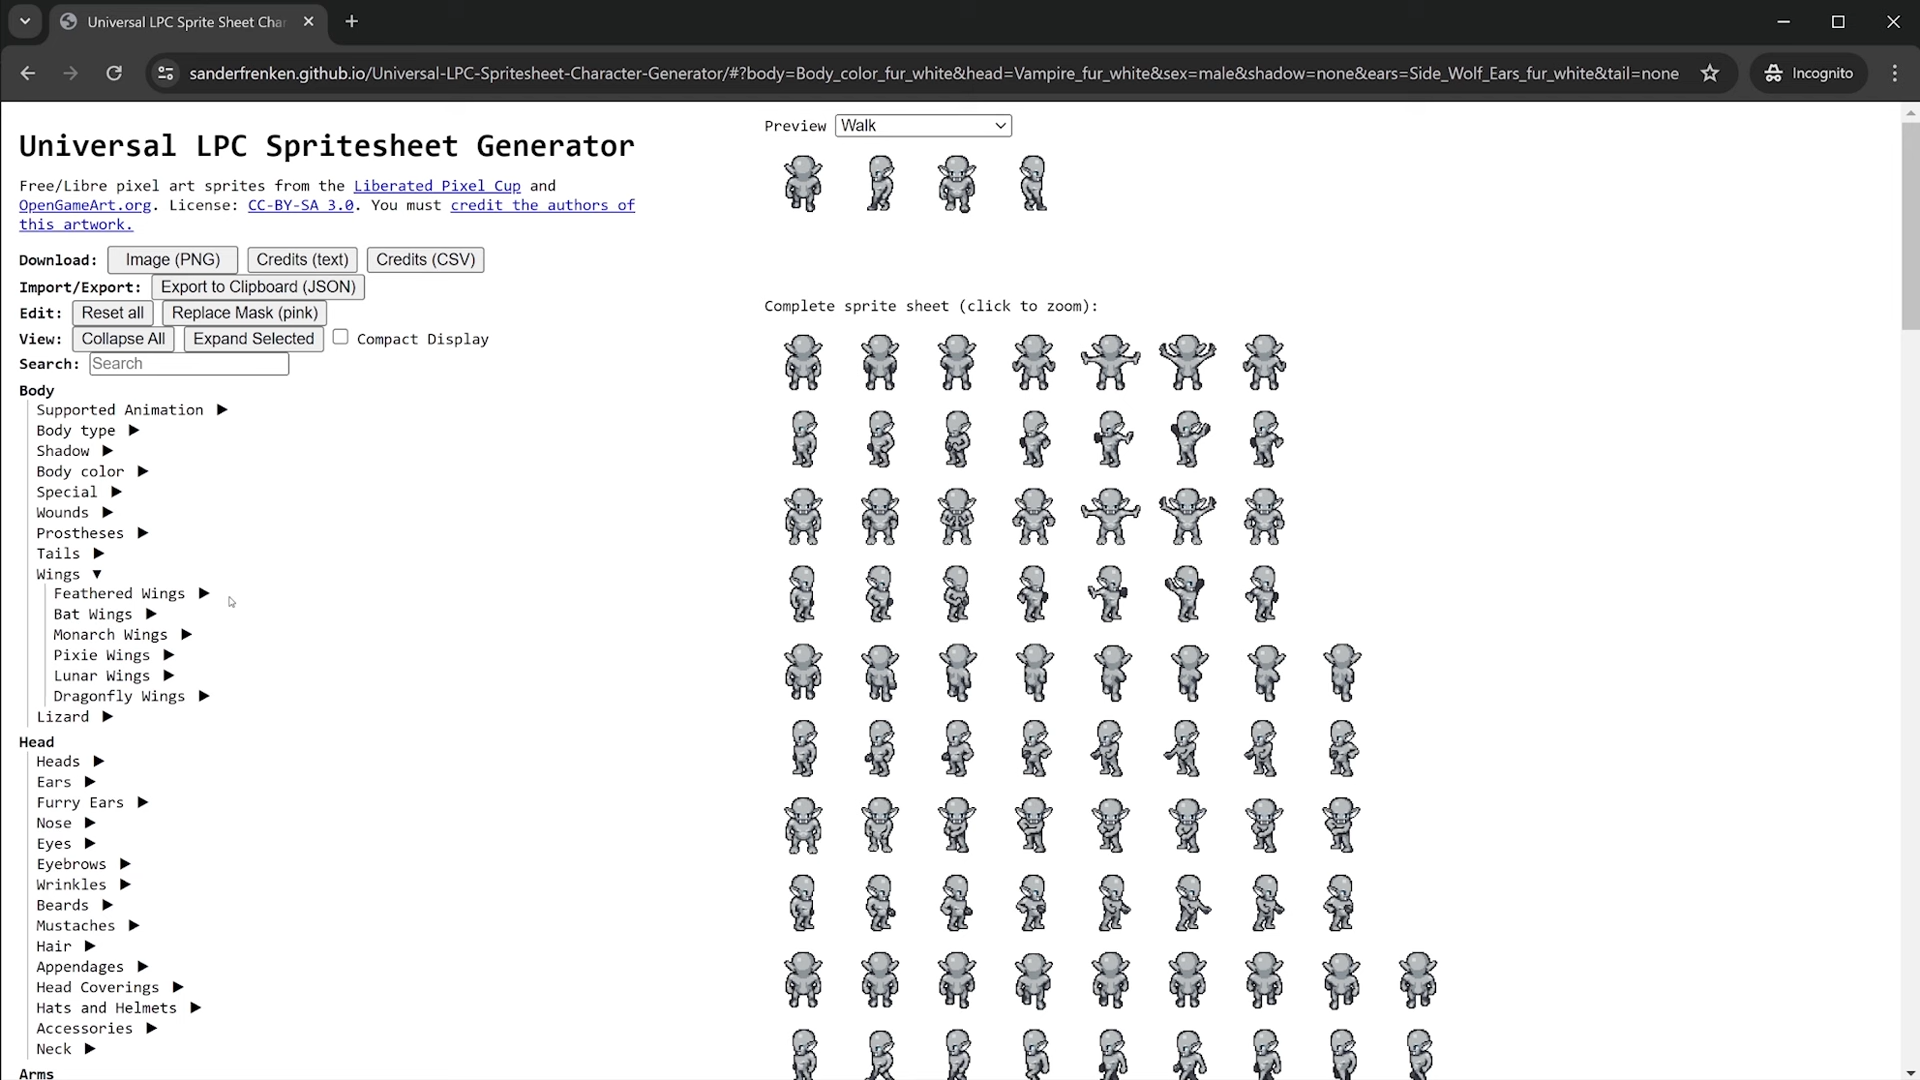 Universal LPC Sprite Sheet Cha
sanderfrenken.github.io/Universal-LPC-Spritesheet-Character-Generator/#?body=Body_color_fur_white&head=Vampire_fur_white&sex=male&shadow=none&ears=Side_Wolf_Ears_fur_white&tail=none
Incognito
Universal LPC Spritesheet Generator
Free/Libre pixel art sprites from the Liberated Pixel Cup and
OpenGameArt.org. License: CC-BY-SA 3.0. You must credit the authors of
this artwork.
Download: Image (PNG) Credits (text) Credits (CSV)
Import/Export: Export to Clipboard (JSON)
Edit: Reset all Replace Mask (pink)
View: Collapse All Expand Selected Compact Display
Search: Search
Body
Supported Animation
Body type
Shadow
Body color
Special
Wounds
Prostheses
Tails
Wings
Feathered Wings
Bat Wings
Monarch Wings
Pixie Wings
Lunar Wings
Dragonfly Wings
Lizard
Head
Heads
Ears
Furry Ears
Nose
Eyes
Eyebrows
Wrinkles
Beards
Mustaches
Hair
Appendages
Head Coverings
Hats and Helmets
Accessories
Neck
Arms
Preview Walk
Complete sprite sheet (click to zoom):